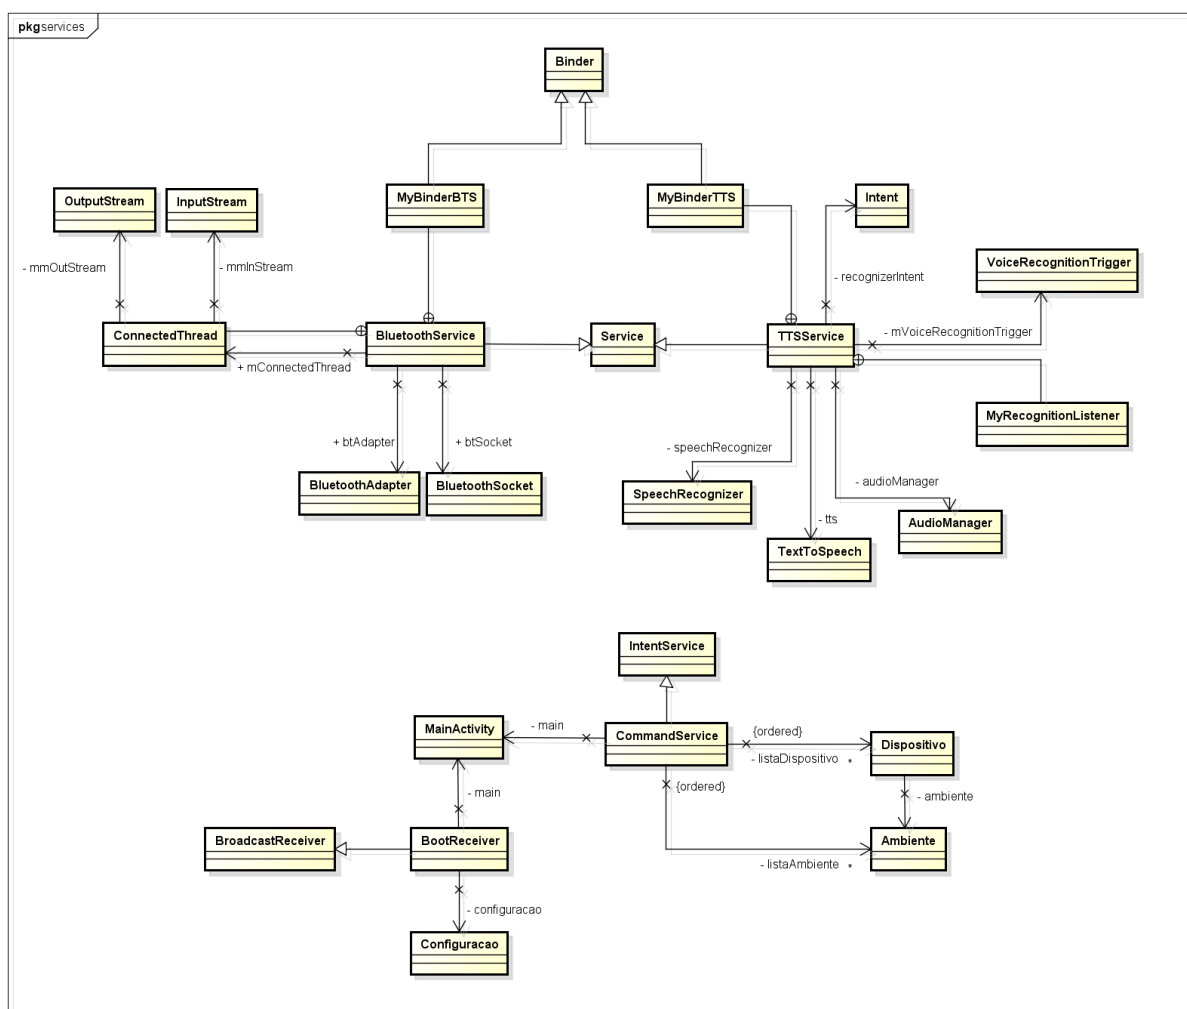 pkg services
Binder
OutputStream
InputStream
MyBinderBTS
MyBinderTTS
Intent
- mmOutStream
- mmInStream
- recognizerIntent
VoiceRecognitionTrigger
ConnectedThread
BluetoothService
Service
TTSService
- mVoiceRecognitionTrigger
+ mConnectedThread
MyRecognitionListener
+ btAdapter
+ btSocket
- speechRecognizer
- audioManager
BluetoothAdapter
BluetoothSocket
SpeechRecognizer
- tts
AudioManager
TextToSpeech
IntentService
MainActivity
- main
CommandService
{ordered}
- listaDispositivo *
Dispositivo
- main
{ordered}
- ambiente
BroadcastReceiver
BootReceiver
Ambiente
- listaAmbiente *
- configuracao
Configuracao